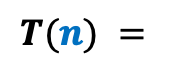 T(n) =